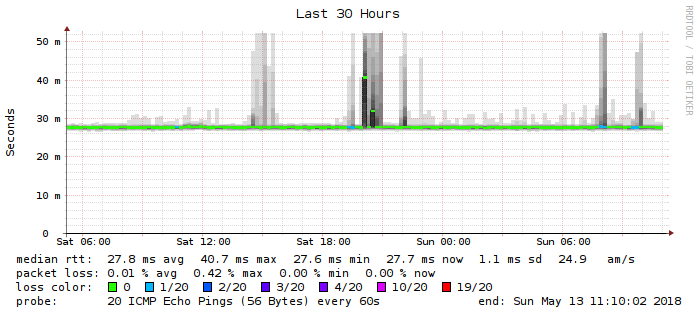 Last 30 Hours
RRDTOOL / TOBI OETIKER
Seconds
50 m
40 m
30 m
20 m
10 m
0
Sat 06:00 Sat 12:00 Sat 18:00 Sun 00:00 Sun 06:00
median rtt: 27.8 ms avg 40.7 ms max 27.6 ms min 27.7 ms now 1.1 ms sd 24.9 am/s
packet loss: 0.01 % avg 0.42 % max 0.00 % min 0.00 % now
loss color: 0 1/20 2/20 3/20 4/20 10/20 19/20
probe: 20 ICMP Echo Pings (56 Bytes) every 60s end: Sun May 13 11:10:02 2018